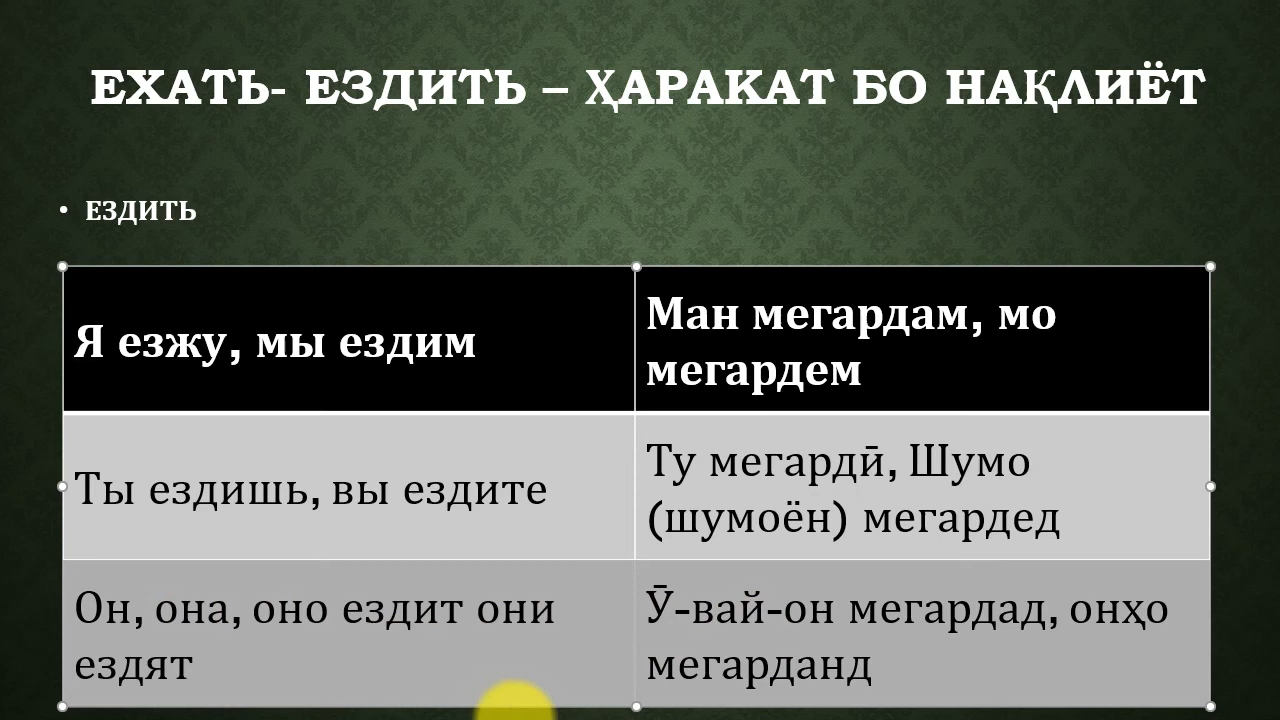 ЕХАТЬ- ЕЗДИТЬ – ҲАРАКАТ БО НАҚЛИЁТ
• ЕЗДИТЬ
Я езжу, мы ездим
Ман мегардам, мо
мегардем
Ты ездишь, вы ездите
Ту мегардӣ, Шумо
(шумоён) мегардед
Он, она, оно ездит они
ездят
Ӯ-вай-он мегардад, онҳо
мегарданд